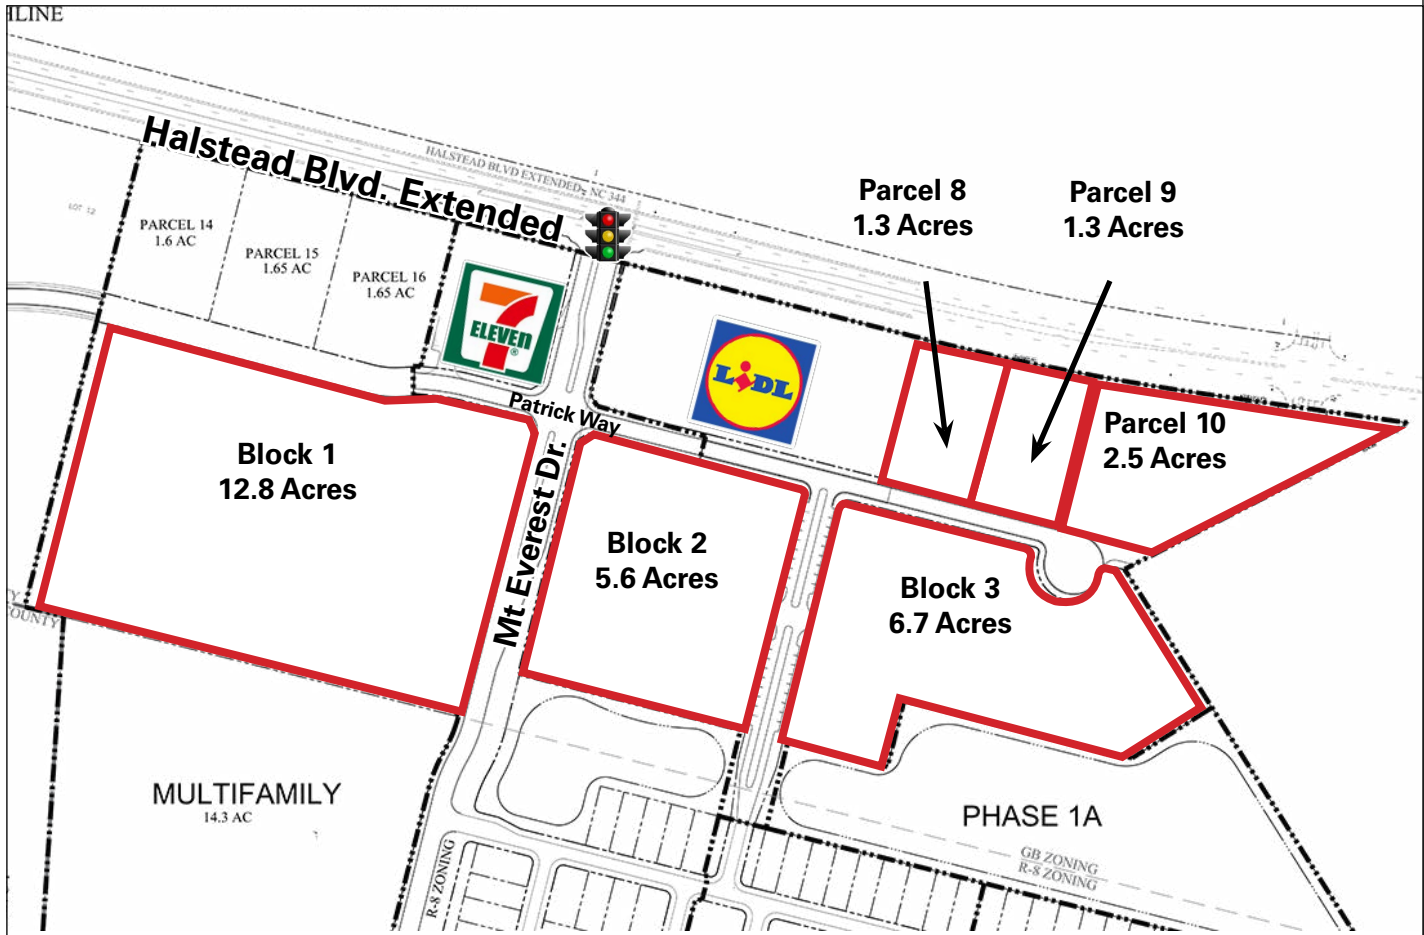 HLINE
Halstead Blvd. Extended
HALSTEAD BLVD EXTENDED - NC 344
LOT 12
PARCEL 14
1.6 AC
PARCEL 15
1.65 AC
PARCEL 16
1.65 AC
7
ELEVEN
®
LIDL
Parcel 8
1.3 Acres
Parcel 9
1.3 Acres
Parcel 10
2.5 Acres
Patrick Way
Mt Everest Dr.
Block 1
12.8 Acres
Block 2
5.6 Acres
Block 3
6.7 Acres
OUNTY
MULTIFAMILY
14.3 AC
PHASE 1A
GB ZONING
R-8 ZONING
R-8 ZONING